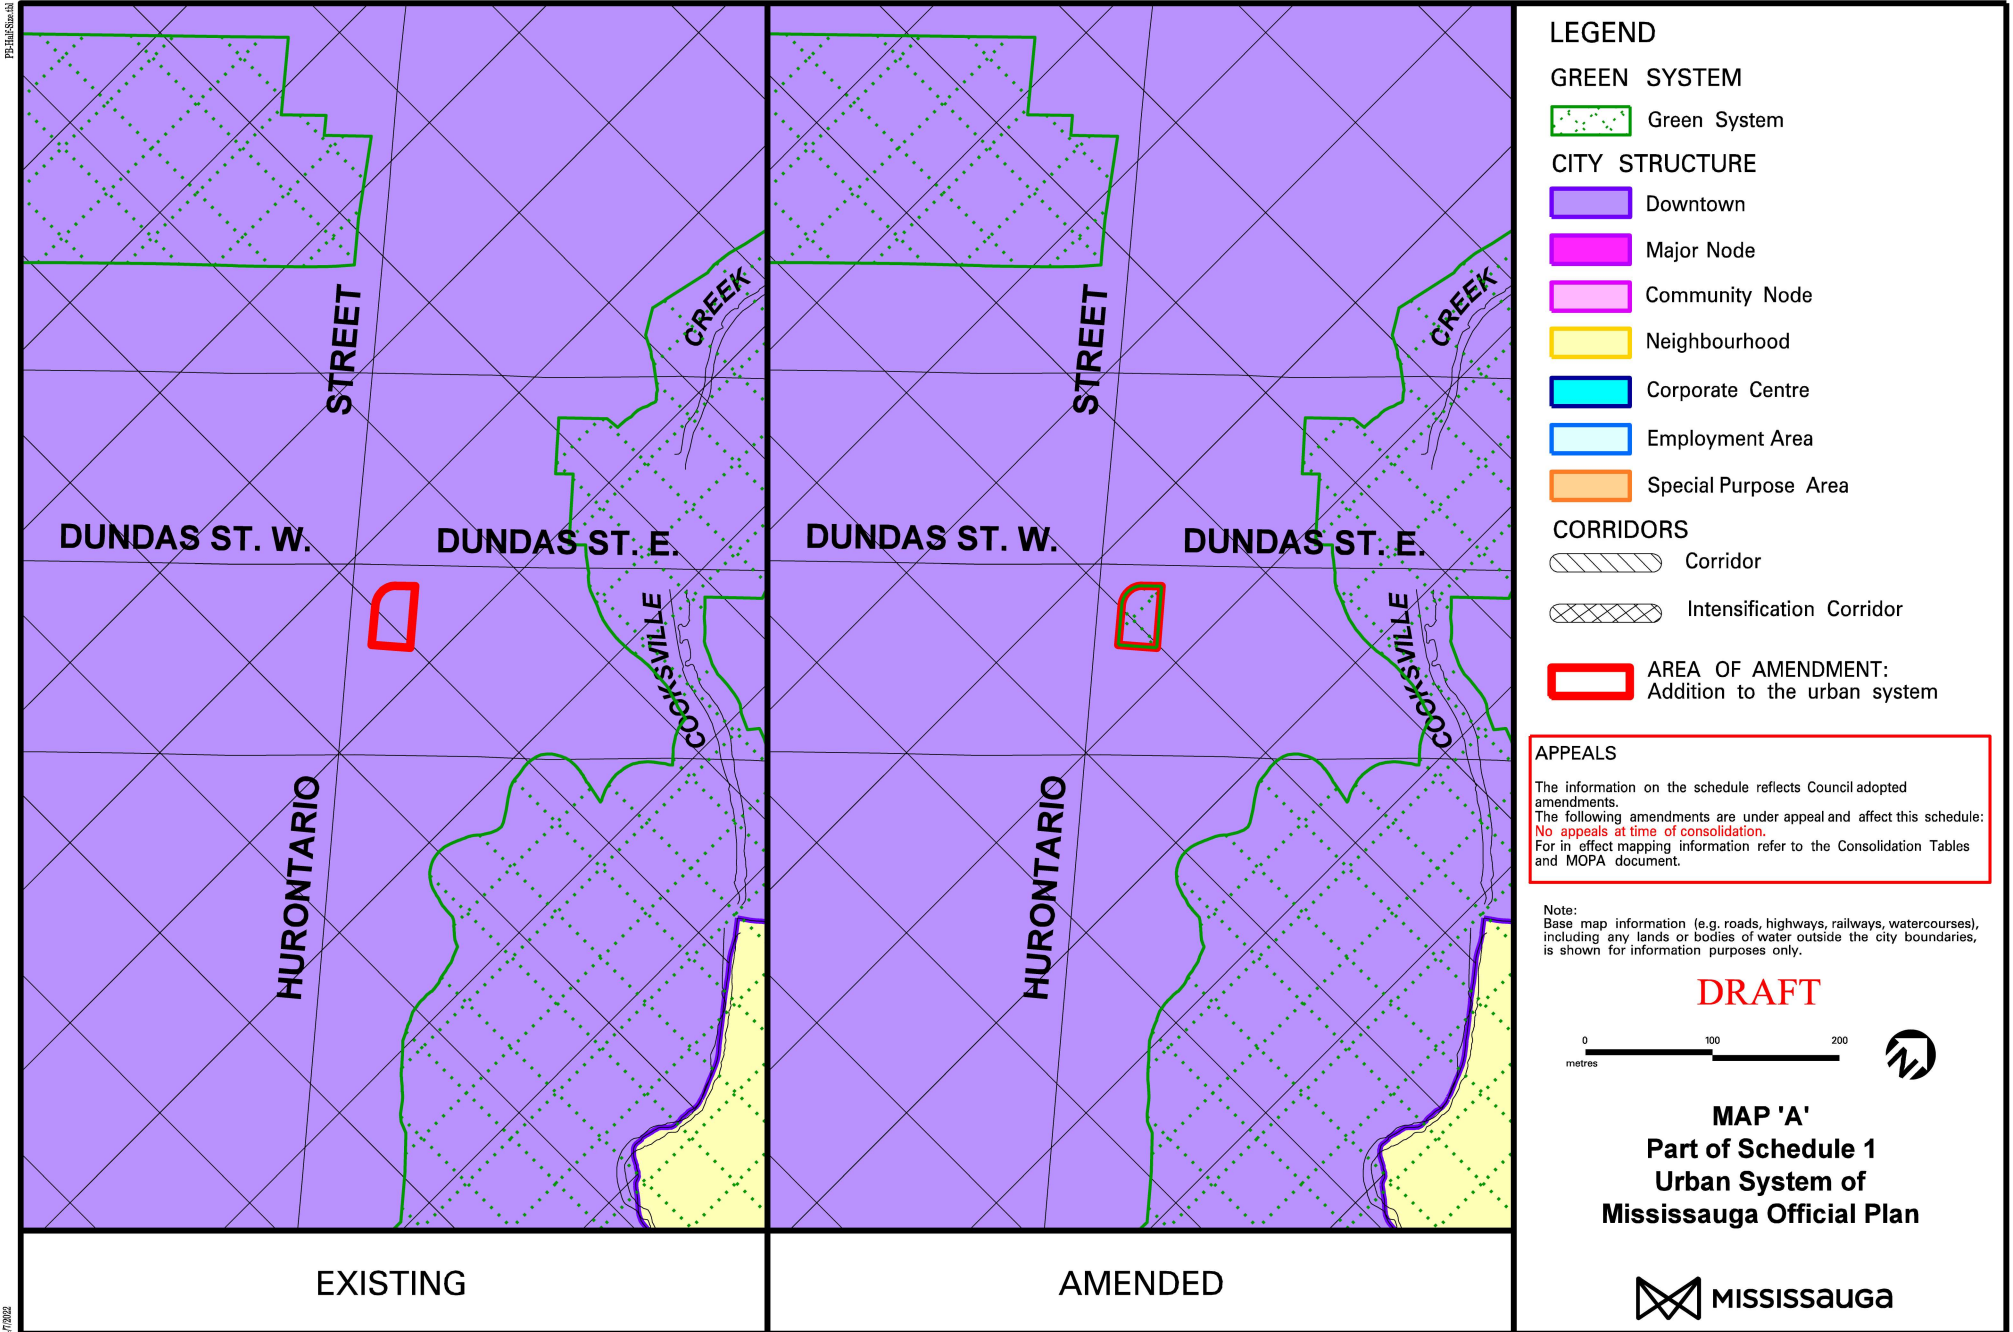 PB-Half-Size.tbl
STREET
CREEK
DUNDAS ST. W.
DUNDAS ST. E.
COOKSVILLE
HURONTARIO
EXISTING
STREET
CREEK
DUNDAS ST. W.
DUNDAS ST. E.
COOKSVILLE
HURONTARIO
AMENDED
LEGEND
GREEN SYSTEM
Green System
CITY STRUCTURE
Downtown
Major Node
Community Node
Neighbourhood
Corporate Centre
Employment Area
Special Purpose Area
CORRIDORS
Corridor
Intensification Corridor
AREA OF AMENDMENT:
Addition to the urban system
APPEALS
The information on the schedule reflects Council adopted
amendments.
The following amendments are under appeal and affect this schedule:
No appeals at time of consolidation.
For in effect mapping information refer to the Consolidation Tables
and MOPA document.
Note:
Base map information (e.g. roads, highways, railways, watercourses),
including any lands or bodies of water outside the city boundaries,
is shown for information purposes only.
DRAFT
0 100 200
metres
MAP 'A'
Part of Schedule 1
Urban System of
Mississauga Official Plan
MISSISSauGa
/7/2022